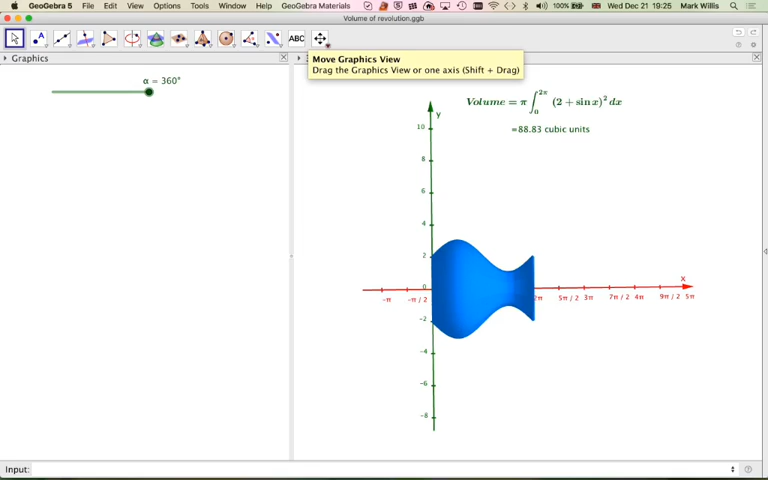 GeoGebra 5 File Edit View Options Tools Window GeoGebra Materials 100% Wed Dec 21 19:25 Mark Willis
Volume of revolution.ggb
ABC
Graphics
Move Graphics View
Drag the Graphics View or one axis (Shift + Drag)
α = 360°
Volume = π ∫₀^2π (2 + sin x)² dx
=88.83 cubic units
y
10
8
6
4
2
0
-2
-4
-6
-8
x
-π -π / 2 2π 5π / 2 3π 7π / 2 4π 9π / 2 5π
Input: